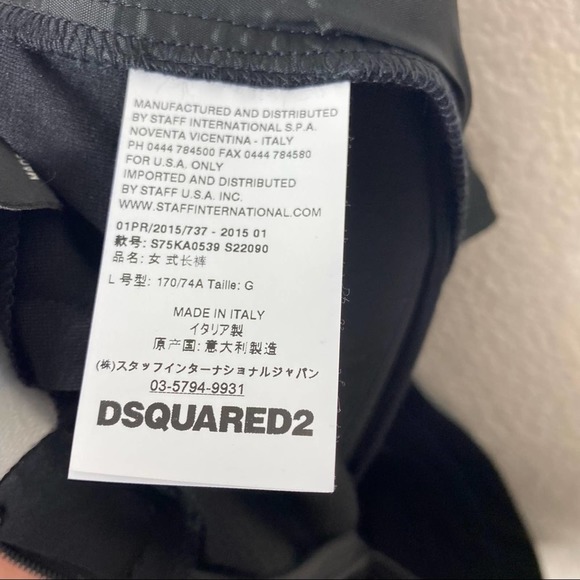 MANUFACTURED AND DISTRIBUTED
BY STAFF INTERNATIONAL S.P.A.
NOVENTA VICENTINA - ITALY
PH 0444 784500 FAX 0444 784580
FOR U.S.A. ONLY
IMPORTED AND DISTRIBUTED
BY STAFF U.S.A. INC.
WWW.STAFFINTERNATIONAL.COM
01PR/2015/737 - 2015 01
款号: S75KA0539 S22090
品名: 女 式长裤
L 号型: 170/74A Taille: G
MADE IN ITALY
イタリア製
原产国: 意大利製造
(株)スタッフインターナショナルジャパン
03-5794-9931
DSQUARED2